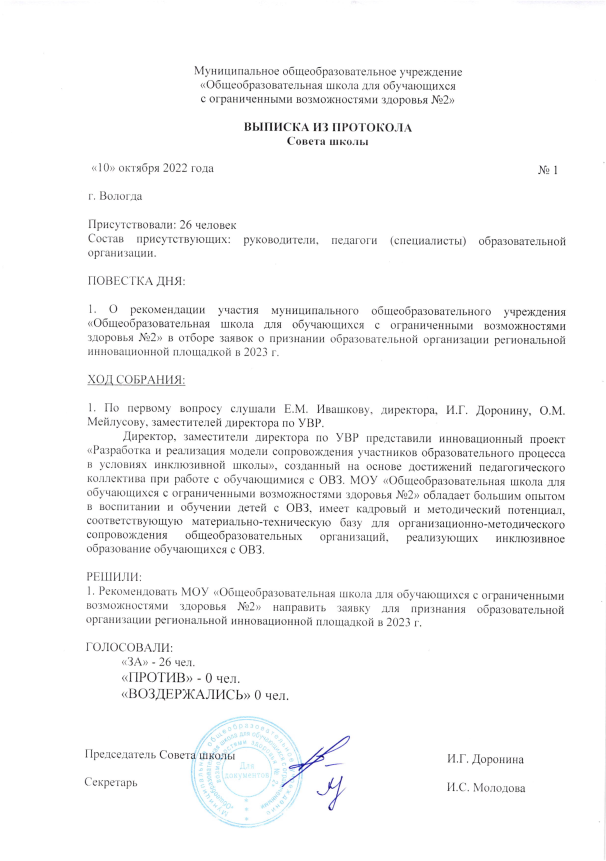 Муниципальное общеобразовательное учреждение
«Общеобразовательная школа для обучающихся
с ограниченными возможностями здоровья №2»
ВЫПИСКА ИЗ ПРОТОКОЛА
Совета школы
«10» октября 2022 года № 1
г. Вологда
Присутствовали: 26 человек
Состав присутствующих: руководители, педагоги (специалисты) образовательной
организации.
ПОВЕСТКА ДНЯ:
1. О рекомендации участия муниципального общеобразовательного учреждения
«Общеобразовательная школа для обучающихся с ограниченными возможностями
здоровья №2» в отборе заявок о признании образовательной организации региональной
инновационной площадкой в 2023 г.
ХОД СОБРАНИЯ:
1. По первому вопросу слушали Е.М. Ивашкову, директора, И.Г. Доронину, О.М.
Мейлусову, заместителей директора по УВР.
Директор, заместители директора по УВР представили инновационный проект
«Разработка и реализация модели сопровождения участников образовательного процесса
в условиях инклюзивной школы», созданный на основе достижений педагогического
коллектива при работе с обучающимися с ОВЗ. МОУ «Общеобразовательная школа для
обучающихся с ограниченными возможностями здоровья №2» обладает большим опытом
в воспитании и обучении детей с ОВЗ, имеет кадровый и методический потенциал,
соответствующую материально-техническую базу для организационно-методического
сопровождения общеобразовательных организаций, реализующих инклюзивное
образование обучающихся с ОВЗ.
РЕШИЛИ:
1. Рекомендовать МОУ «Общеобразовательная школа для обучающихся с ограниченными
возможностями здоровья №2» направить заявку для признания образовательной
организации региональной инновационной площадкой в 2023 г.
ГОЛОСОВАЛИ:
«ЗА» - 26 чел.
«ПРОТИВ» - 0 чел.
«ВОЗДЕРЖАЛИСЬ» 0 чел.
Председатель Совета школы И.Г. Доронина
Секретарь И.С. Молодова
Для
документов